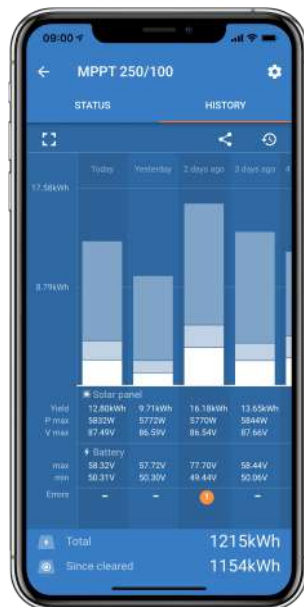 09:00
MPPT 250/100
STATUS HISTORY
Today Yesterday 2 days ago 3 days ago 4
17.58kWh
8.79kWh
Solar panel
Yield 12.80kWh 9.71kWh 16.18kWh 13.65kWh
P max 5832W 5772W 5770W 5844W
V max 87.49V 86.59V 86.54V 87.66V
Battery
max 58.32V 57.72V 77.70V 58.44V
min 50.31V 50.30V 49.44V 50.06V
Errors – – 1 –
Total 1215kWh
Since cleared 1154kWh